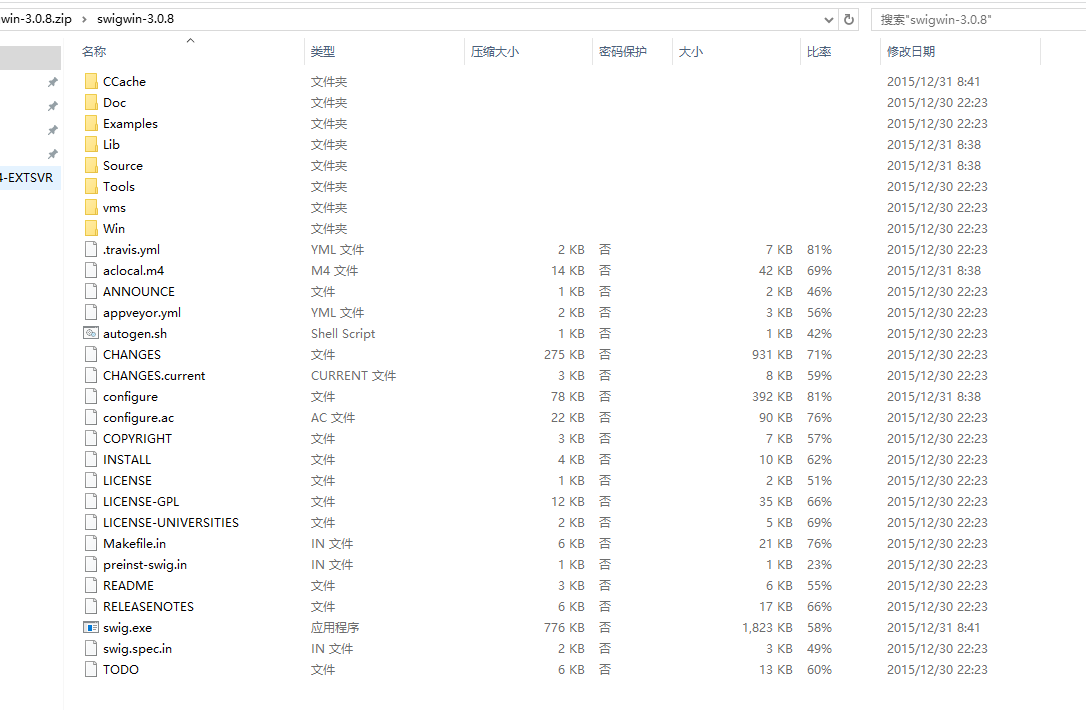 win-3.0.8.zip › swigwin-3.0.8 搜索"swigwin-3.0.8"
名称 类型 压缩大小 密码保护 大小 比率 修改日期
CCache 文件夹 2015/12/31 8:41
Doc 文件夹 2015/12/30 22:23
Examples 文件夹 2015/12/30 22:23
Lib 文件夹 2015/12/31 8:38
Source 文件夹 2015/12/31 8:38
Tools 文件夹 2015/12/30 22:23
4-EXTSVR
vms 文件夹 2015/12/30 22:23
Win 文件夹 2015/12/30 22:23
.travis.yml YML 文件 2 KB 否 7 KB 81% 2015/12/30 22:23
aclocal.m4 M4 文件 14 KB 否 42 KB 69% 2015/12/31 8:38
ANNOUNCE 文件 1 KB 否 2 KB 46% 2015/12/30 22:23
appveyor.yml YML 文件 2 KB 否 3 KB 56% 2015/12/30 22:23
autogen.sh Shell Script 1 KB 否 1 KB 42% 2015/12/30 22:23
CHANGES 文件 275 KB 否 931 KB 71% 2015/12/30 22:23
CHANGES.current CURRENT 文件 3 KB 否 8 KB 59% 2015/12/30 22:23
configure 文件 78 KB 否 392 KB 81% 2015/12/31 8:38
configure.ac AC 文件 22 KB 否 90 KB 76% 2015/12/30 22:23
COPYRIGHT 文件 3 KB 否 7 KB 57% 2015/12/30 22:23
INSTALL 文件 4 KB 否 10 KB 62% 2015/12/30 22:23
LICENSE 文件 1 KB 否 2 KB 51% 2015/12/30 22:23
LICENSE-GPL 文件 12 KB 否 35 KB 66% 2015/12/30 22:23
LICENSE-UNIVERSITIES 文件 2 KB 否 5 KB 69% 2015/12/30 22:23
Makefile.in IN 文件 6 KB 否 21 KB 76% 2015/12/30 22:23
preinst-swig.in IN 文件 1 KB 否 1 KB 23% 2015/12/30 22:23
README 文件 3 KB 否 6 KB 55% 2015/12/30 22:23
RELEASENOTES 文件 6 KB 否 17 KB 66% 2015/12/30 22:23
swig.exe 应用程序 776 KB 否 1,823 KB 58% 2015/12/31 8:41
swig.spec.in IN 文件 2 KB 否 3 KB 49% 2015/12/30 22:23
TODO 文件 6 KB 否 13 KB 60% 2015/12/30 22:23